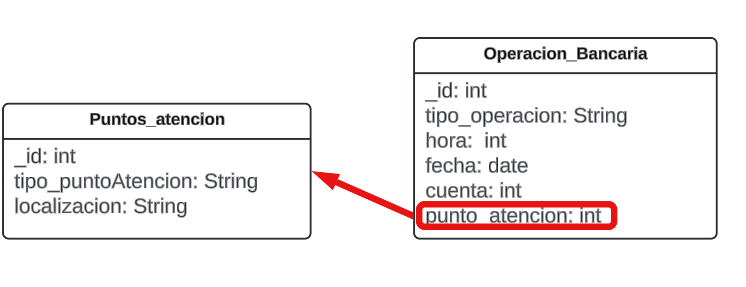 Puntos_atencion
_id: int
tipo_puntoAtencion: String
localizacion: String
Operacion_Bancaria
_id: int
tipo_operacion: String
hora:  int
fecha: date
cuenta: int
punto_atencion: int